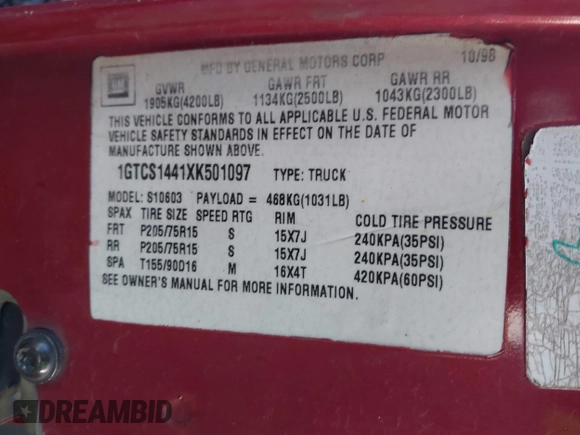 MFD BY GENERAL MOTORS CORP 10/98
GM GVWR GAWR FRT GAWR RR
1905KG(4200LB) 1134KG(2500LB) 1043KG(2300LB)
THIS VEHICLE CONFORMS TO ALL APPLICABLE U.S. FEDERAL MOTOR
VEHICLE SAFETY STANDARDS IN EFFECT ON THE DATE OF
MANUFACTURE SHOWN ABOVE.
1GTCS1441XK501097 TYPE: TRUCK
MODEL: S10603 PAYLOAD = 468KG(1031LB)
SPAX TIRE SIZE SPEED RTG RIM COLD TIRE PRESSURE
FRT P205/75R15 S 15X7J 240KPA(35PSI)
RR P205/75R15 S 15X7J 240KPA(35PSI)
SPA T155/90D16 M 16X4T 420KPA(60PSI)
SEE OWNER'S MANUAL FOR MORE INFORMATION.
DREAMBID